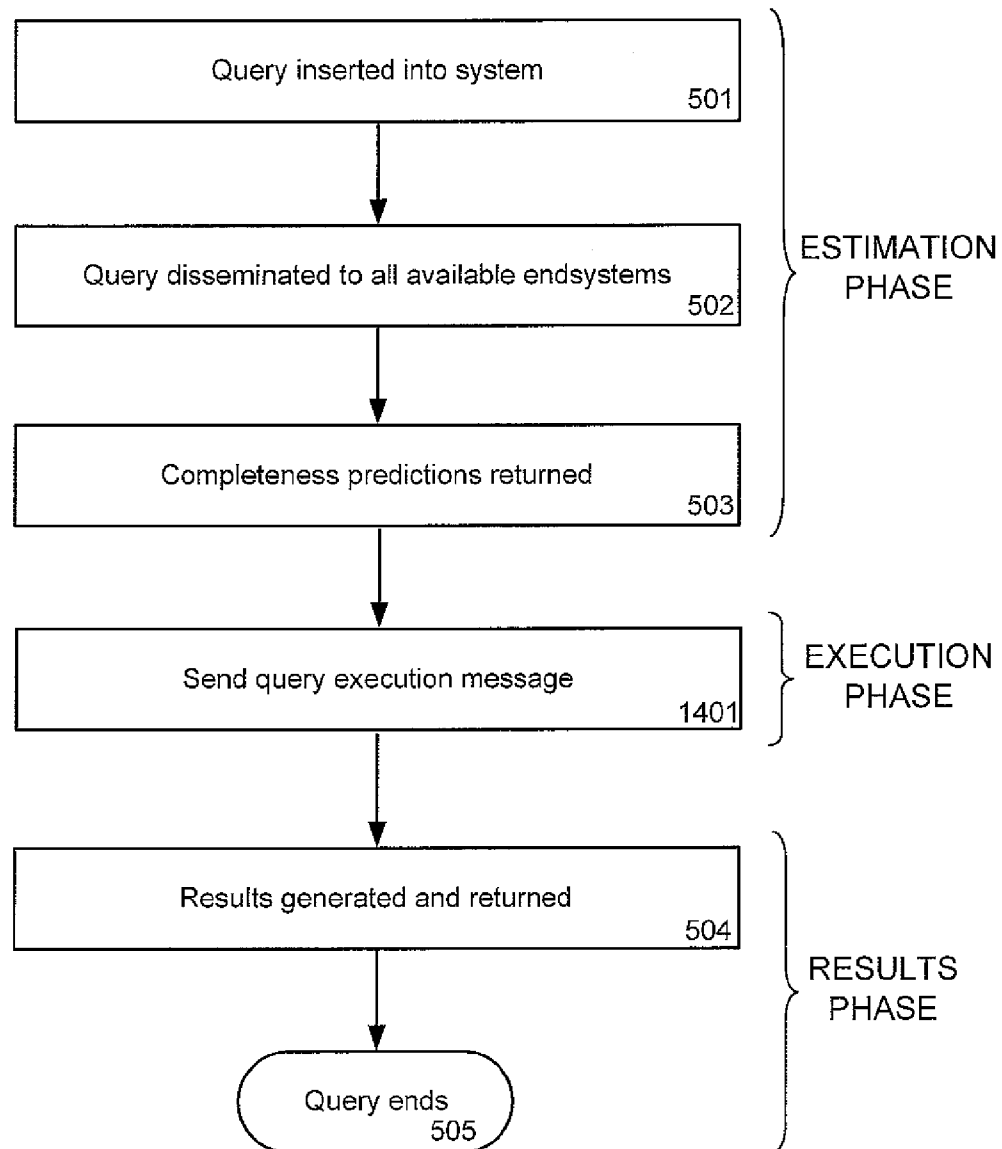 Query inserted into system
501
Query disseminated to all available endsystems
502
ESTIMATION
PHASE
Completeness predictions returned
503
Send query execution message
1401
EXECUTION
PHASE
Results generated and returned
504
RESULTS
PHASE
Query ends
505